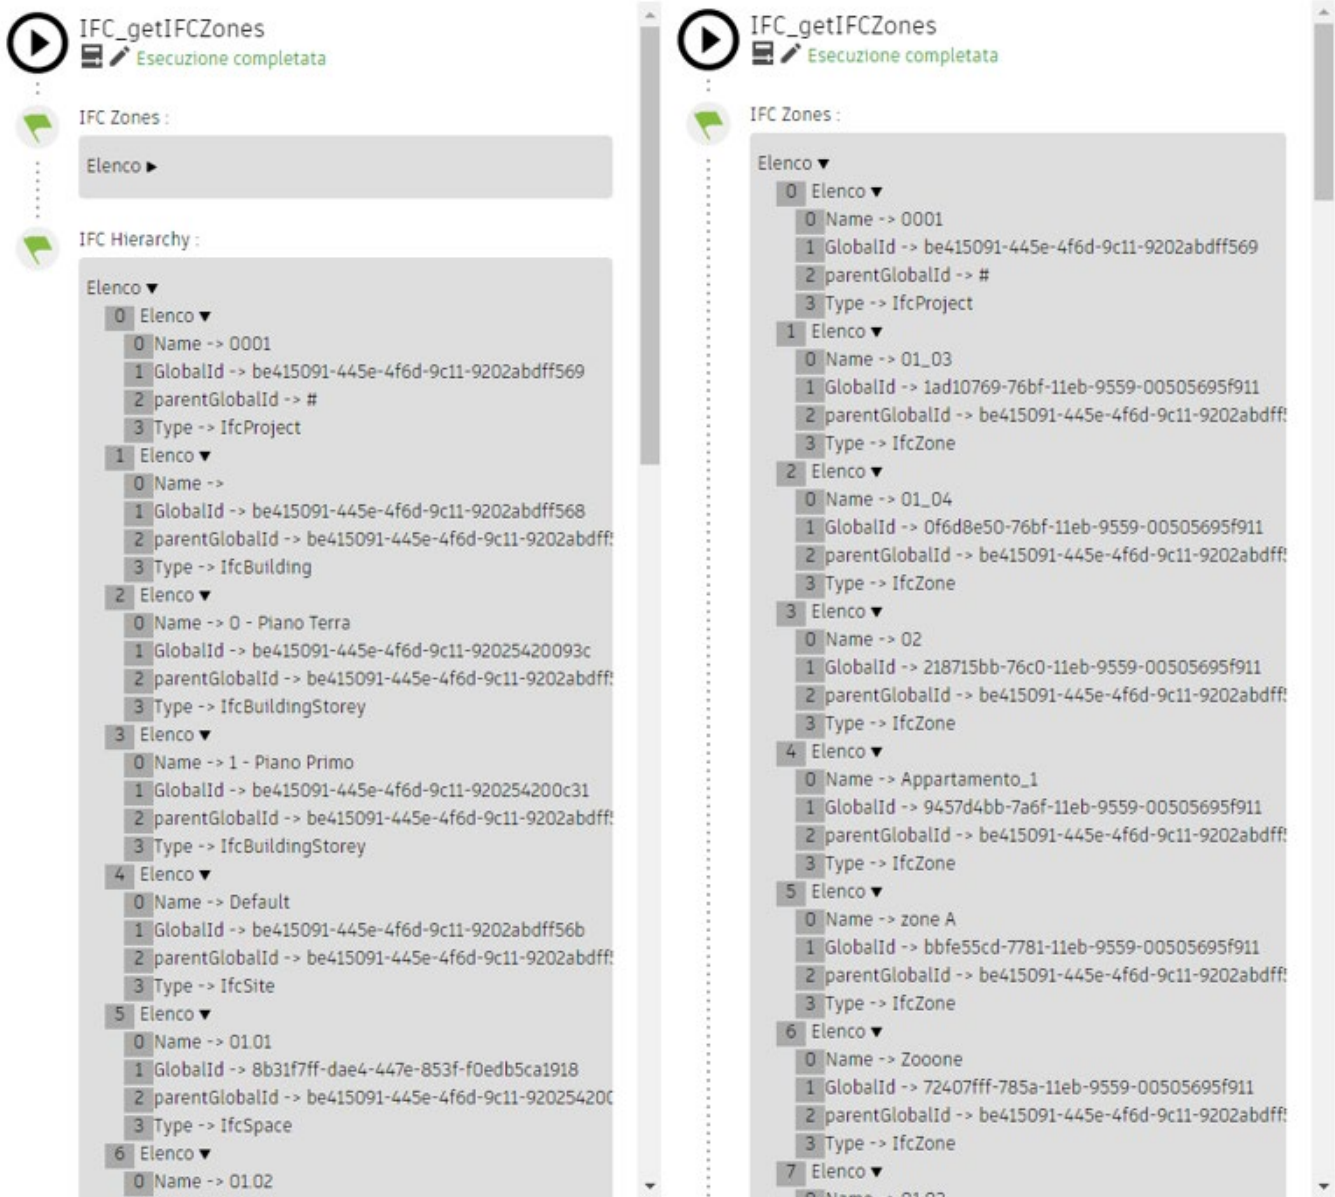 IFC_getIFCZones
Esecuzione completata
IFC Zones :
Elenco ▶
IFC Hierarchy :
Elenco ▼
0 Elenco ▼
0 Name -> 0001
1 GlobalId -> be415091-445e-4f6d-9c11-9202abdff569
2 parentGlobalId -> #
3 Type -> IfcProject
1 Elenco ▼
0 Name ->
1 GlobalId -> be415091-445e-4f6d-9c11-9202abdff568
2 parentGlobalId -> be415091-445e-4f6d-9c11-9202abdff
3 Type -> IfcBuilding
2 Elenco ▼
0 Name -> 0 - Piano Terra
1 GlobalId -> be415091-445e-4f6d-9c11-92025420093c
2 parentGlobalId -> be415091-445e-4f6d-9c11-9202abdff
3 Type -> IfcBuildingStorey
3 Elenco ▼
0 Name -> 1 - Piano Primo
1 GlobalId -> be415091-445e-4f6d-9c11-920254200c31
2 parentGlobalId -> be415091-445e-4f6d-9c11-9202abdff
3 Type -> IfcBuildingStorey
4 Elenco ▼
0 Name -> Default
1 GlobalId -> be415091-445e-4f6d-9c11-9202abdff56b
2 parentGlobalId -> be415091-445e-4f6d-9c11-9202abdff
3 Type -> IfcSite
5 Elenco ▼
0 Name -> 01.01
1 GlobalId -> 8b31f7ff-dae4-447e-853f-f0edb5ca1918
2 parentGlobalId -> be415091-445e-4f6d-9c11-920254200
3 Type -> IfcSpace
6 Elenco ▼
0 Name -> 01.02
IFC_getIFCZones
Esecuzione completata
IFC Zones :
Elenco ▼
0 Elenco ▼
0 Name -> 0001
1 GlobalId -> be415091-445e-4f6d-9c11-9202abdff569
2 parentGlobalId -> #
3 Type -> IfcProject
1 Elenco ▼
0 Name -> 01_03
1 GlobalId -> 1ad10769-76bf-11eb-9559-00505695f911
2 parentGlobalId -> be415091-445e-4f6d-9c11-9202abdff
3 Type -> IfcZone
2 Elenco ▼
0 Name -> 01_04
1 GlobalId -> 0f6d8e50-76bf-11eb-9559-00505695f911
2 parentGlobalId -> be415091-445e-4f6d-9c11-9202abdff
3 Type -> IfcZone
3 Elenco ▼
0 Name -> 02
1 GlobalId -> 218715bb-76c0-11eb-9559-00505695f911
2 parentGlobalId -> be415091-445e-4f6d-9c11-9202abdff
3 Type -> IfcZone
4 Elenco ▼
0 Name -> Appartamento_1
1 GlobalId -> 9457d4bb-7a6f-11eb-9559-00505695f911
2 parentGlobalId -> be415091-445e-4f6d-9c11-9202abdff
3 Type -> IfcZone
5 Elenco ▼
0 Name -> zone A
1 GlobalId -> bbfe55cd-7781-11eb-9559-00505695f911
2 parentGlobalId -> be415091-445e-4f6d-9c11-9202abdff
3 Type -> IfcZone
6 Elenco ▼
0 Name -> Zooone
1 GlobalId -> 72407fff-785a-11eb-9559-00505695f911
2 parentGlobalId -> be415091-445e-4f6d-9c11-9202abdff
3 Type -> IfcZone
7 Elenco ▼